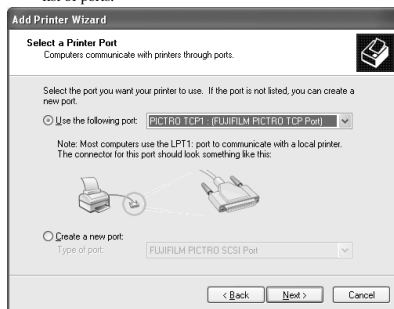 list of ports.
Add Printer Wizard
Select a Printer Port
Computers communicate with printers through ports.
Select the port you want your printer to use. If the port is not listed, you can create a
new port.
Use the following port: PICTRO TCP1 : (FUJIFILM PICTRO TCP Port)
Note: Most computers use the LPT1: port to communicate with a local printer.
The connector for this port should look something like this:
Create a new port:
Type of port: FUJIFILM PICTRO SCSI Port
< Back Next > Cancel